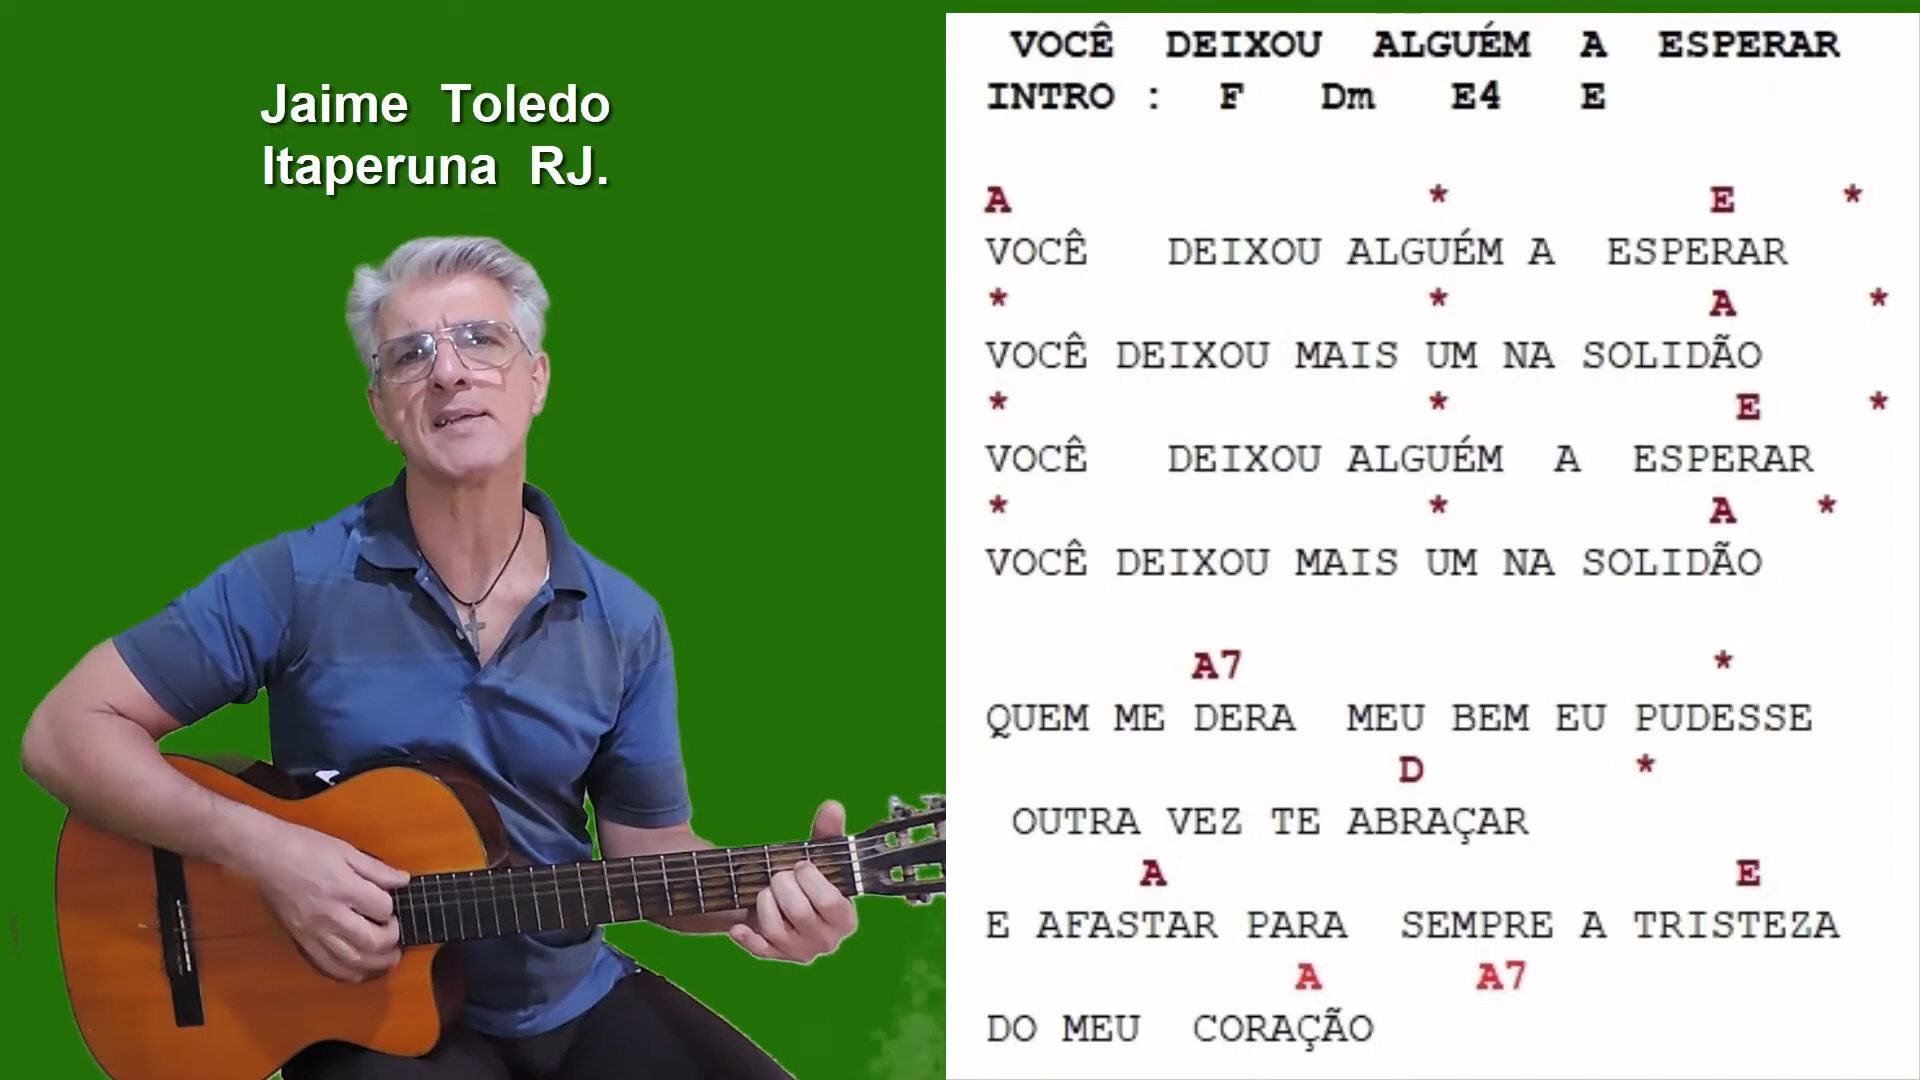 Jaime Toledo
Itaperuna RJ.
VOCÊ DEIXOU ALGUÉM A ESPERAR
INTRO : F Dm E4 E
A * E *
VOCÊ DEIXOU ALGUÉM A ESPERAR
* * A *
VOCÊ DEIXOU MAIS UM NA SOLIDÃO
* * E *
VOCÊ DEIXOU ALGUÉM A ESPERAR
* * A *
VOCÊ DEIXOU MAIS UM NA SOLIDÃO
A7 *
QUEM ME DERA MEU BEM EU PUDESSE
D *
OUTRA VEZ TE ABRAÇAR
A E
E AFASTAR PARA SEMPRE A TRISTEZA
A A7
DO MEU CORAÇÃO